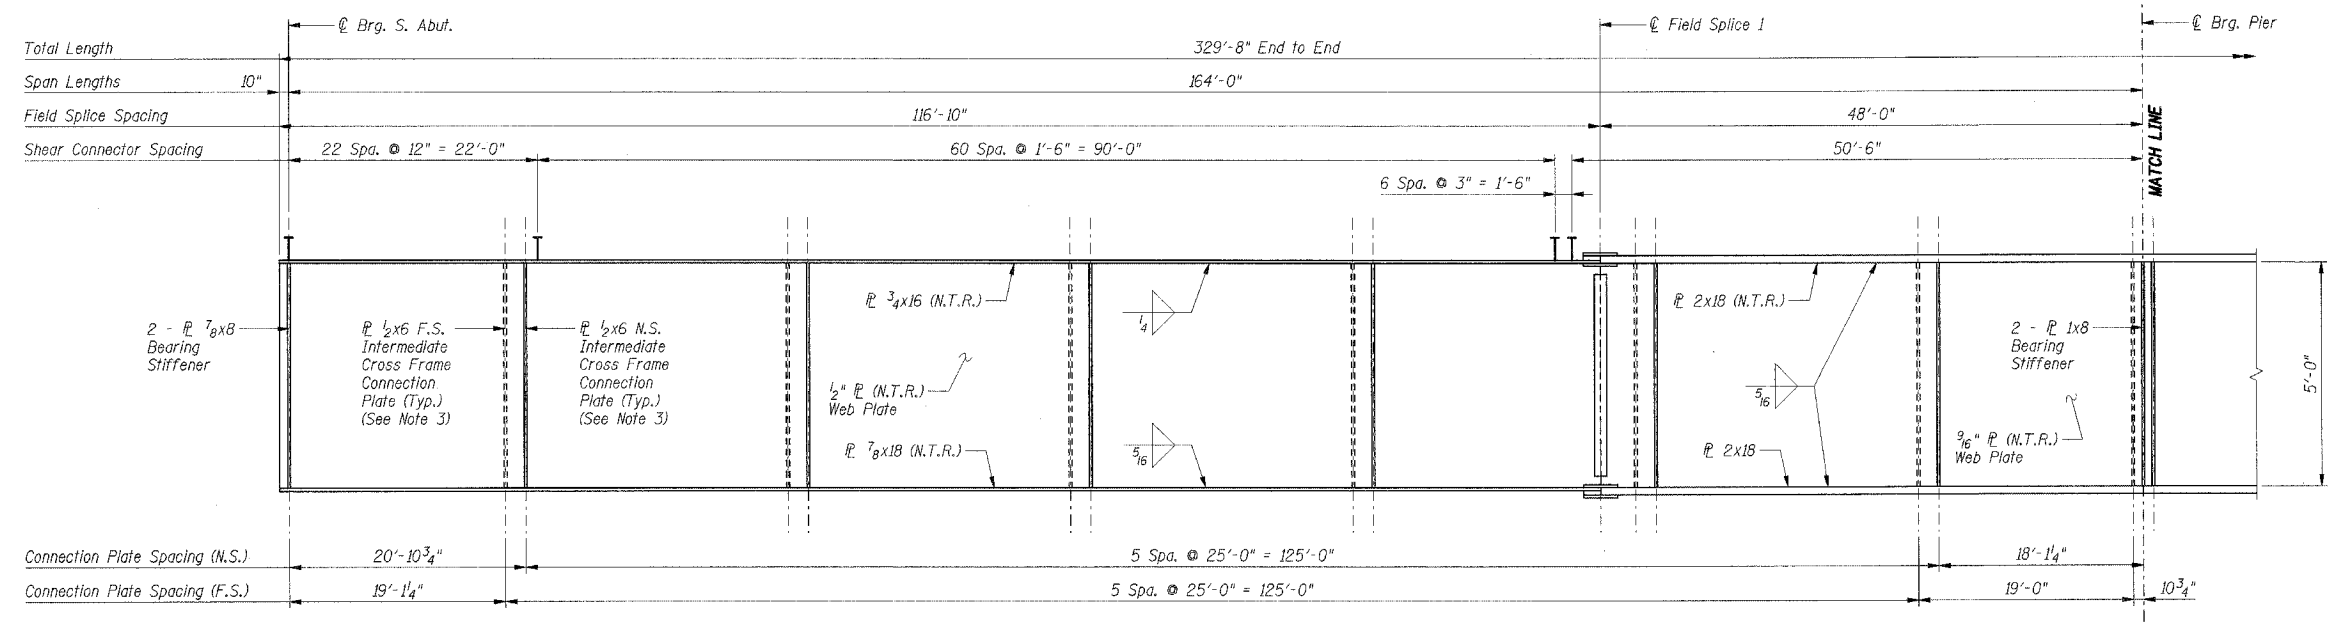 ℄ Brg. S. Abut.
℄ Field Splice 1
℄ Brg. Pier
Total Length
329'-8" End to End
Span Lengths
10"
164'-0"
Field Splice Spacing
116'-10"
48'-0"
Shear Connector Spacing
22 Spa. @ 12" = 22'-0"
60 Spa. @ 1'-6" = 90'-0"
50'-6"
6 Spa. @ 3" = 1'-6"
MATCH LINE
2 - ⅊ 7/8x8
Bearing
Stiffener
⅊ 1/2x6 F.S.
Intermediate
Cross Frame
Connection
Plate (Typ.)
(See Note 3)
⅊ 1/2x6 N.S.
Intermediate
Cross Frame
Connection
Plate (Typ.)
(See Note 3)
⅊ 3/4x16 (N.T.R.)
1/2" ⅊ (N.T.R.)
Web Plate
⅊ 7/8x18 (N.T.R.)
1/4
5/16
⅊ 2x18 (N.T.R.)
5/16
⅊ 2x18
2 - ⅊ 1x8
Bearing
Stiffener
9/16" ⅊ (N.T.R.)
Web Plate
5'-0"
Connection Plate Spacing (N.S.)
20'-10 3/4"
5 Spa. @ 25'-0" = 125'-0"
18'-1 1/4"
Connection Plate Spacing (F.S.)
19'-1 1/4"
5 Spa. @ 25'-0" = 125'-0"
19'-0"
10 3/4"